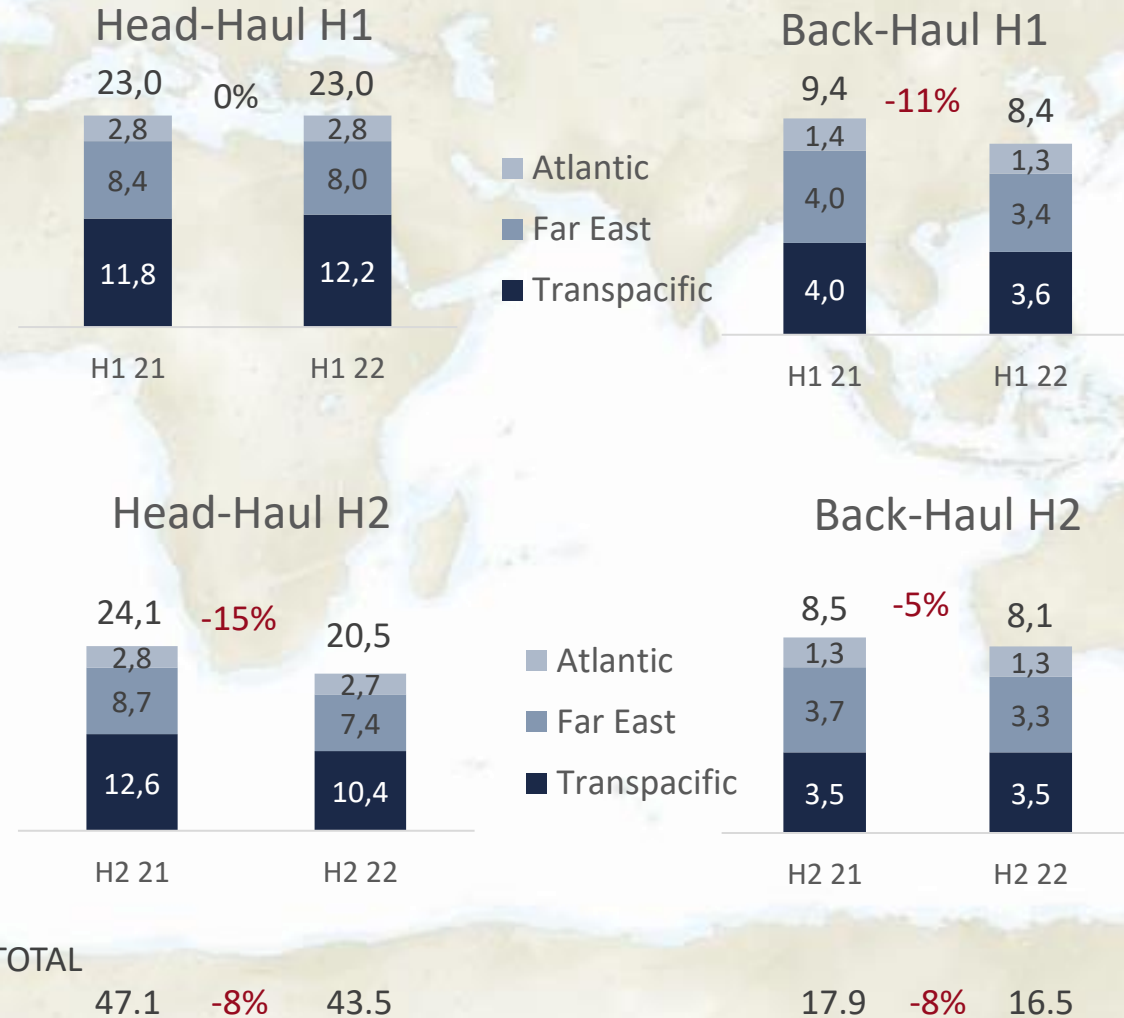 Head-Haul H1
23,0 0% 23,0
2,8 2,8
8,4 8,0
11,8 12,2
H1 21 H1 22
Atlantic
Far East
Transpacific
Back-Haul H1
9,4 -11% 8,4
1,4 1,3
4,0 3,4
4,0 3,6
H1 21 H1 22
Head-Haul H2
24,1 -15% 20,5
2,8 2,7
8,7 7,4
12,6 10,4
H2 21 H2 22
Atlantic
Far East
Transpacific
Back-Haul H2
8,5 -5% 8,1
1,3 1,3
3,7 3,3
3,5 3,5
H2 21 H2 22
TOTAL
47.1 -8% 43.5 17.9 -8% 16.5